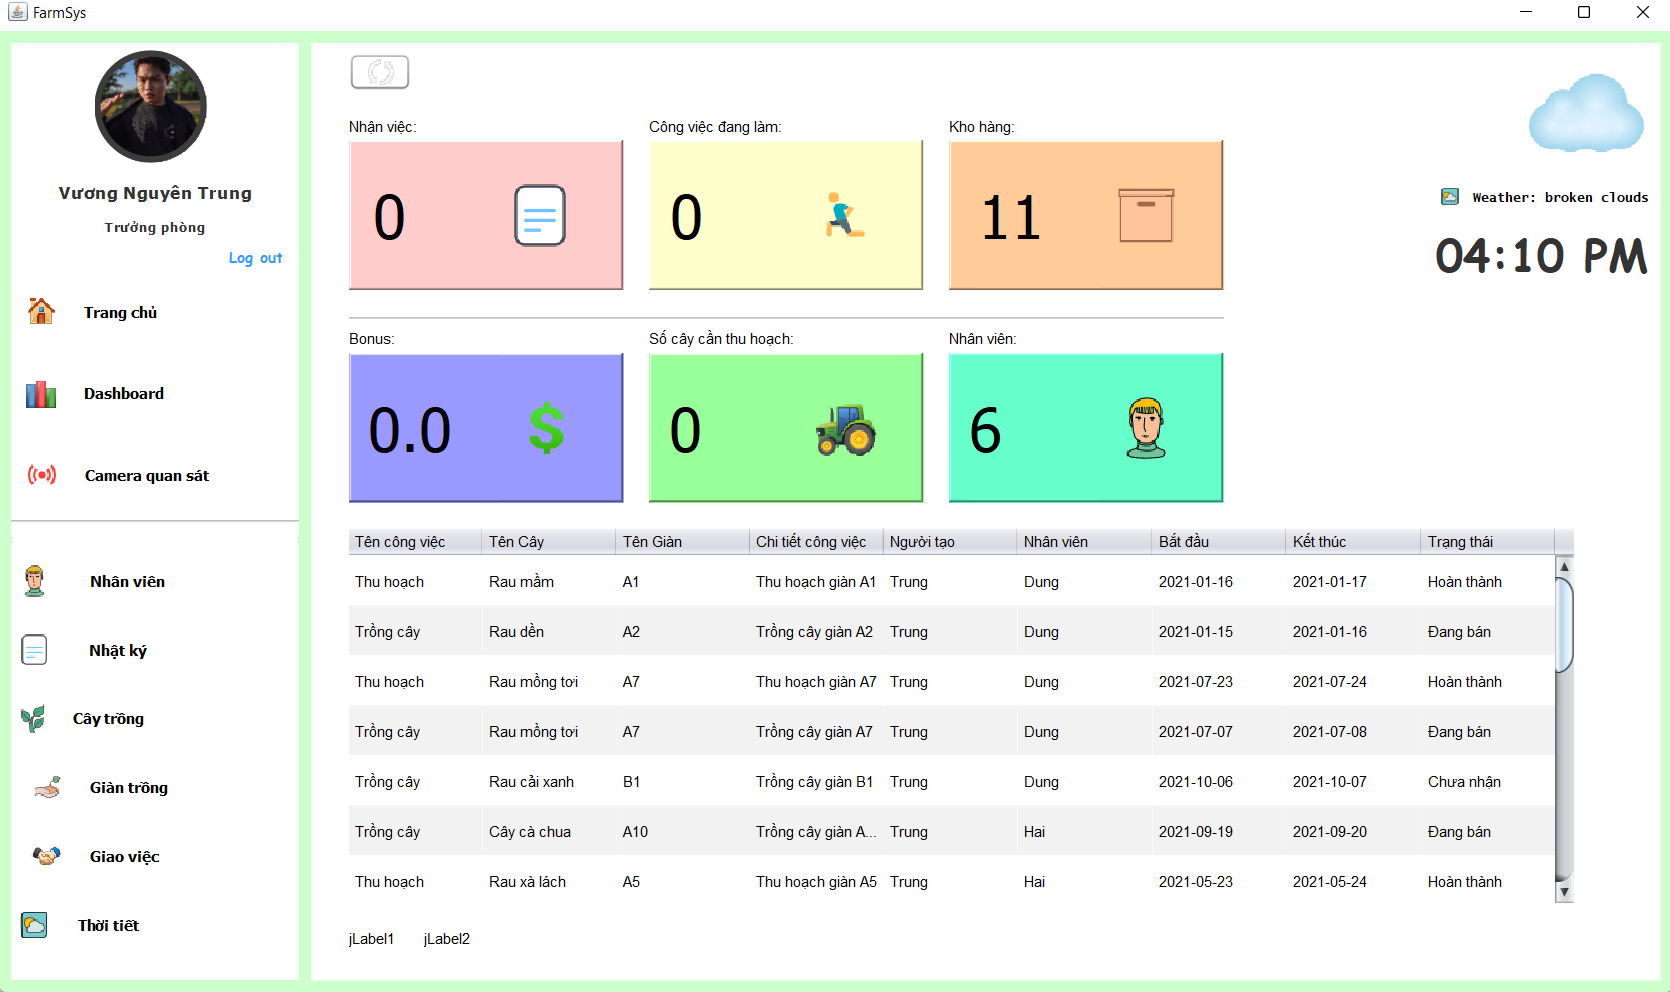 FarmSys
Vương Nguyên Trung
Trưởng phòng
Log out
Trang chủ
Dashboard
Camera quan sát
Nhân viên
Nhật ký
Cây trồng
Giàn trồng
Giao việc
Thời tiết
Nhận việc: Công việc đang làm: Kho hàng:
0 0 11
Bonus: Số cây cần thu hoạch: Nhân viên:
0.0 $ 0 6
Weather: broken clouds
04:10 PM
Tên công việc Tên Cây Tên Giàn Chi tiết công việc Người tạo Nhân viên Bắt đầu Kết thúc Trạng thái
Thu hoạch Rau mầm A1 Thu hoạch giàn A1 Trung Dung 2021-01-16 2021-01-17 Hoàn thành
Trồng cây Rau dền A2 Trồng cây giàn A2 Trung Dung 2021-01-15 2021-01-16 Đang bán
Thu hoạch Rau mồng tơi A7 Thu hoạch giàn A7 Trung Dung 2021-07-23 2021-07-24 Hoàn thành
Trồng cây Rau mồng tơi A7 Trồng cây giàn A7 Trung Dung 2021-07-07 2021-07-08 Đang bán
Trồng cây Rau cải xanh B1 Trồng cây giàn B1 Trung Dung 2021-10-06 2021-10-07 Chưa nhận
Trồng cây Cây cà chua A10 Trồng cây giàn A... Trung Hai 2021-09-19 2021-09-20 Đang bán
Thu hoạch Rau xà lách A5 Thu hoạch giàn A5 Trung Hai 2021-05-23 2021-05-24 Hoàn thành
jLabel1 jLabel2